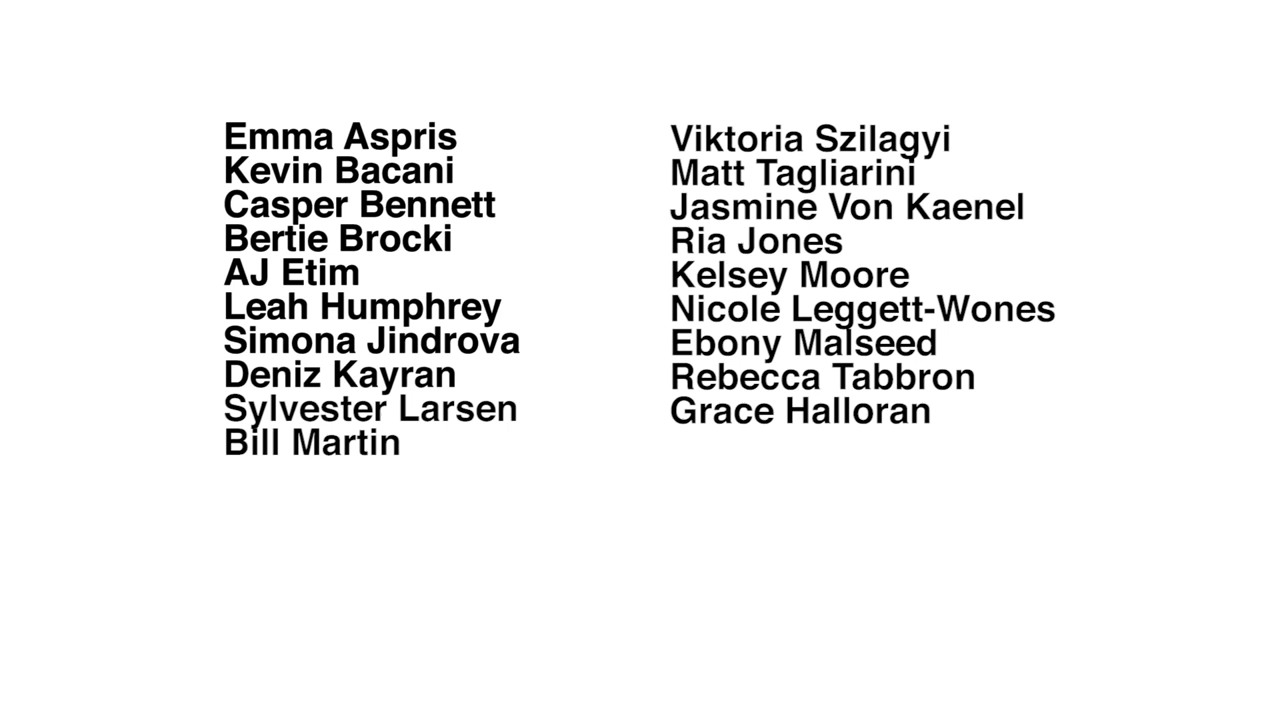 Emma Aspris
Kevin Bacani
Casper Bennett
Bertie Brocki
AJ Etim
Leah Humphrey
Simona Jindrova
Deniz Kayran
Sylvester Larsen
Bill Martin
Viktoria Szilagyi
Matt Tagliarini
Jasmine Von Kaenel
Ria Jones
Kelsey Moore
Nicole Leggett-Wones
Ebony Malseed
Rebecca Tabbron
Grace Halloran